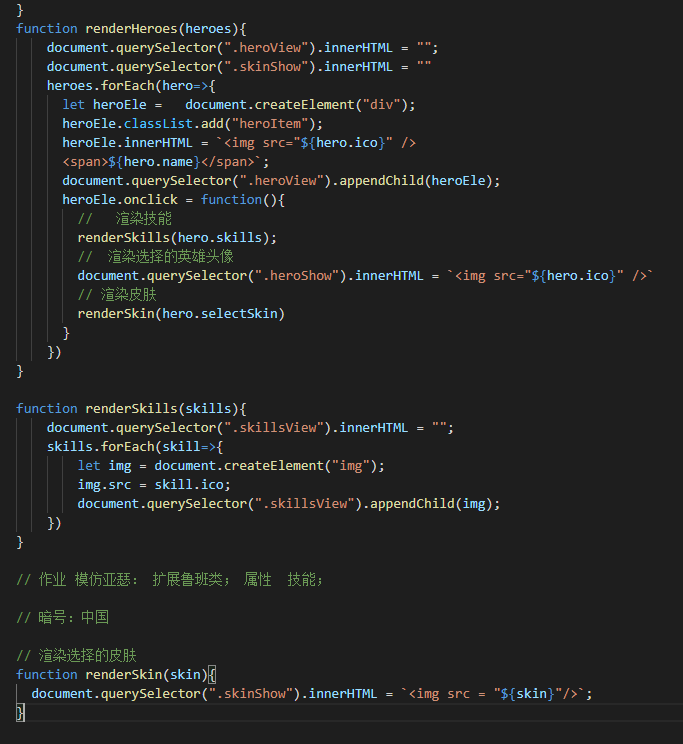 }
function renderHeroes(heroes){
    document.querySelector(".heroView").innerHTML = "";
    document.querySelector(".skinShow").innerHTML = ""
    heroes.forEach(hero=>{
      let heroEle =   document.createElement("div");
      heroEle.classList.add("heroItem");
      heroEle.innerHTML = `<img src="${hero.ico}" />
      <span>${hero.name}</span>`;
      document.querySelector(".heroView").appendChild(heroEle);
      heroEle.onclick = function(){
        //   渲染技能
        renderSkills(hero.skills);
        //  渲染选择的英雄头像
        document.querySelector(".heroShow").innerHTML = `<img src="${hero.ico}" />`
        // 渲染皮肤
        renderSkin(hero.selectSkin)
      }
    })
}
function renderSkills(skills){
    document.querySelector(".skillsView").innerHTML = "";
    skills.forEach(skill=>{
        let img = document.createElement("img");
        img.src = skill.ico;
        document.querySelector(".skillsView").appendChild(img);
    })
}
// 作业 模仿亚瑟： 扩展鲁班类； 属性  技能；
// 暗号：中国
// 渲染选择的皮肤
function renderSkin(skin){
  document.querySelector(".skinShow").innerHTML = `<img src = "${skin}"/>`;
}